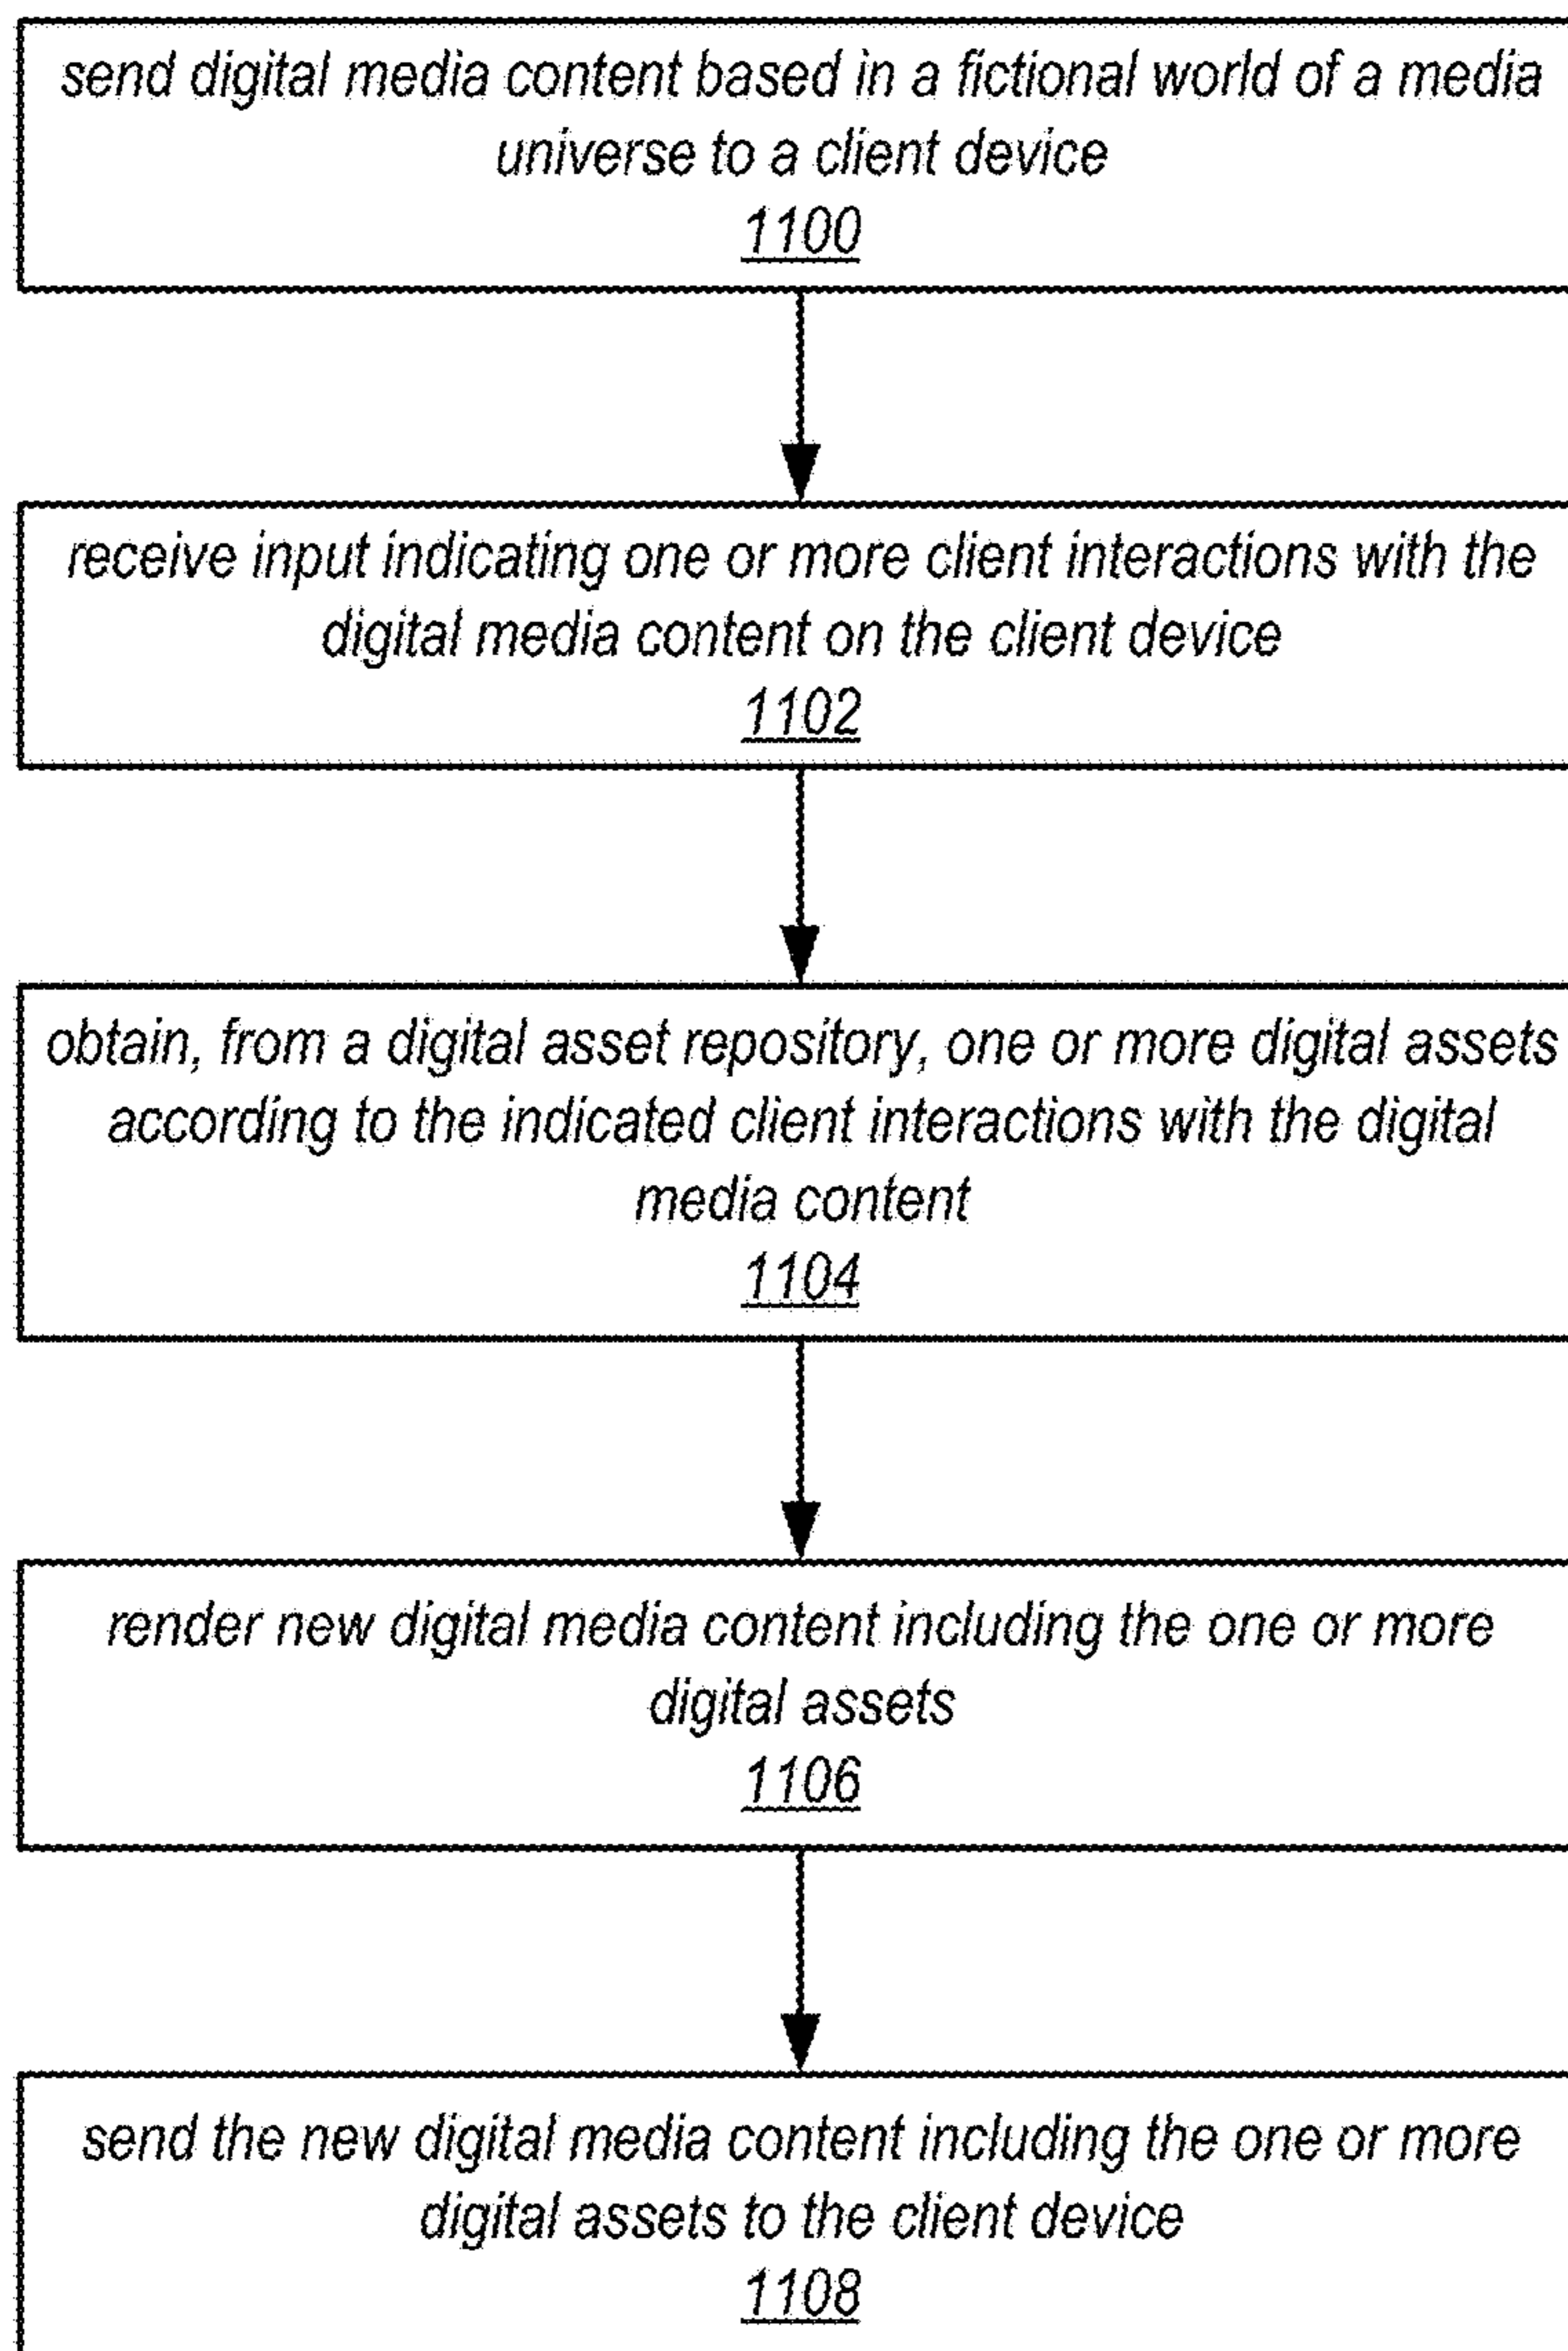 send digital media content based in a fictional world of a media
universe to a client device
1100
receive input indicating one or more client interactions with the
digital media content on the client device
1102
obtain, from a digital asset repository, one or more digital assets
according to the indicated client interactions with the digital
media content
1104
render new digital media content including the one or more
digital assets
1106
send the new digital media content including the one or more
digital assets to the client device
1108